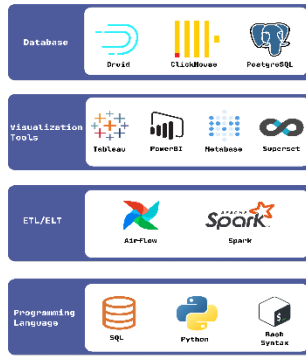 Database
Druid
ClickHouse
PostgreSQL
Visualization
Tools
Tableau
PowerBI
Metabase
Superset
ETL/ELT
APACHE
Spark
Airflow
Spark
Programming
Language
SQL
Python
Bash
Syntax